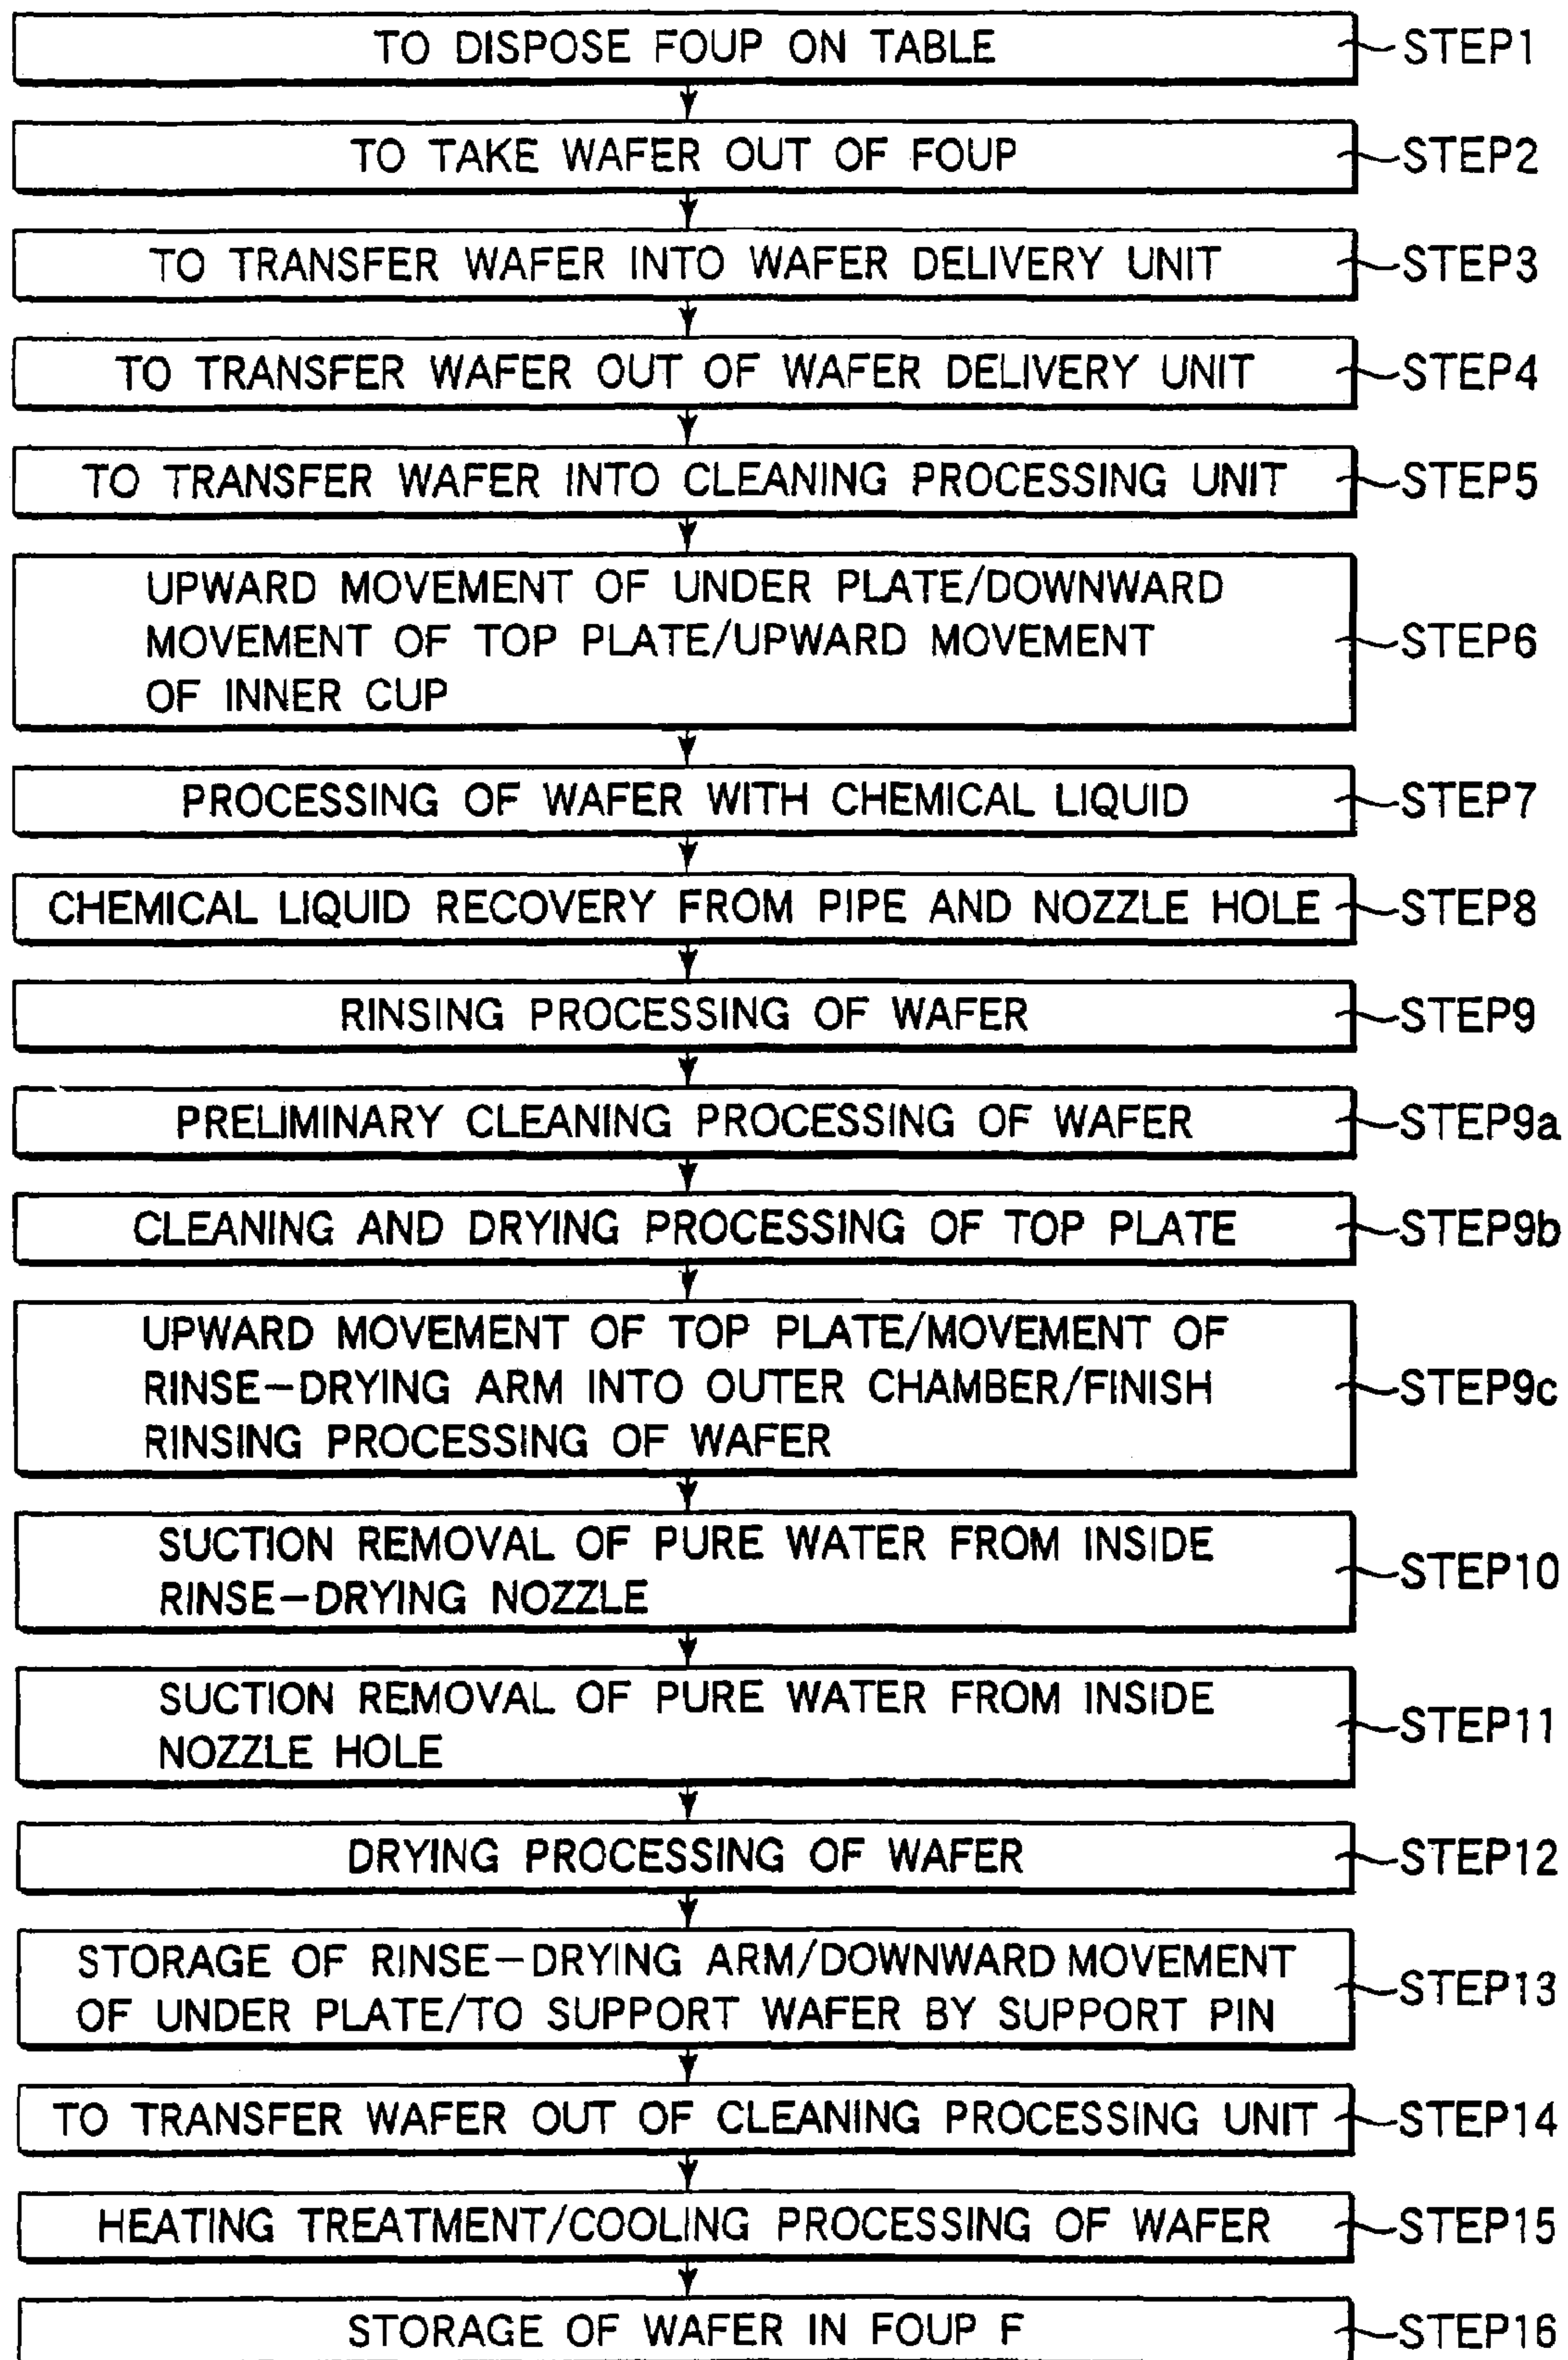 TO DISPOSE FOUP ON TABLE
STEP1
TO TAKE WAFER OUT OF FOUP
STEP2
TO TRANSFER WAFER INTO WAFER DELIVERY UNIT
STEP3
TO TRANSFER WAFER OUT OF WAFER DELIVERY UNIT
STEP4
TO TRANSFER WAFER INTO CLEANING PROCESSING UNIT
STEP5
UPWARD MOVEMENT OF UNDER PLATE/DOWNWARD
MOVEMENT OF TOP PLATE/UPWARD MOVEMENT
OF INNER CUP
STEP6
PROCESSING OF WAFER WITH CHEMICAL LIQUID
STEP7
CHEMICAL LIQUID RECOVERY FROM PIPE AND NOZZLE HOLE
STEP8
RINSING PROCESSING OF WAFER
STEP9
PRELIMINARY CLEANING PROCESSING OF WAFER
STEP9a
CLEANING AND DRYING PROCESSING OF TOP PLATE
STEP9b
UPWARD MOVEMENT OF TOP PLATE/MOVEMENT OF
RINSE-DRYING ARM INTO OUTER CHAMBER/FINISH
RINSING PROCESSING OF WAFER
STEP9c
SUCTION REMOVAL OF PURE WATER FROM INSIDE
RINSE-DRYING NOZZLE
STEP10
SUCTION REMOVAL OF PURE WATER FROM INSIDE
NOZZLE HOLE
STEP11
DRYING PROCESSING OF WAFER
STEP12
STORAGE OF RINSE-DRYING ARM/DOWNWARD MOVEMENT
OF UNDER PLATE/TO SUPPORT WAFER BY SUPPORT PIN
STEP13
TO TRANSFER WAFER OUT OF CLEANING PROCESSING UNIT
STEP14
HEATING TREATMENT/COOLING PROCESSING OF WAFER
STEP15
STORAGE OF WAFER IN FOUP F
STEP16